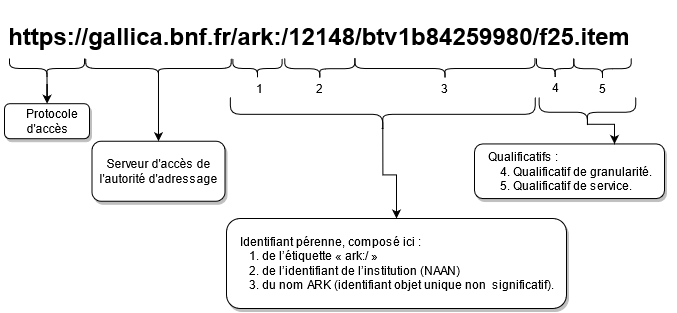 https://gallica.bnf.fr/ark:/12148/btv1b84259980/f25.item
1
2
3
4
5
Protocole
d'accès
Serveur d'accès de
l'autorité d'adressage
Qualificatifs :
4. Qualificatif de granularité.
5. Qualificatif de service.
Identifiant pérenne, composé ici :
1. de l'étiquette « ark:/ »
2. de l'identifiant de l'institution (NAAN)
3. du nom ARK (identifiant objet unique non significatif).